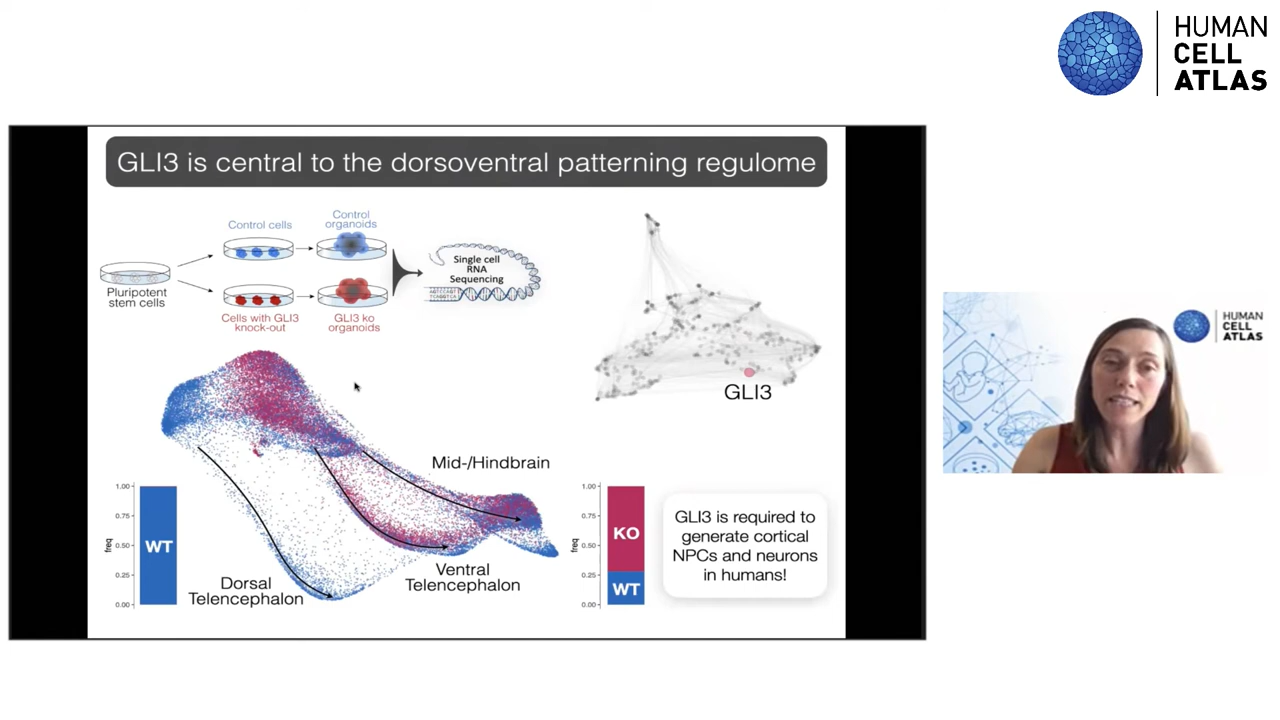 HUMAN
CELL
ATLAS
GLI3 is central to the dorsoventral patterning regulome
Control cells
Control
organoids
Pluripotent
stem cells
Cells with GLI3
knock-out
GLI3 ko
organoids
Single cell
RNA
Sequencing
GLI3
HUMAN
CELL
ATLAS
Mid-/Hindbrain
Ventral
Telencephalon
Dorsal
Telencephalon
freq
1.00
0.75
0.50
0.25
0.00
WT
freq
1.00
0.75
0.50
0.25
0.00
KO
WT
GLI3 is required to
generate cortical
NPCs and neurons
in humans!